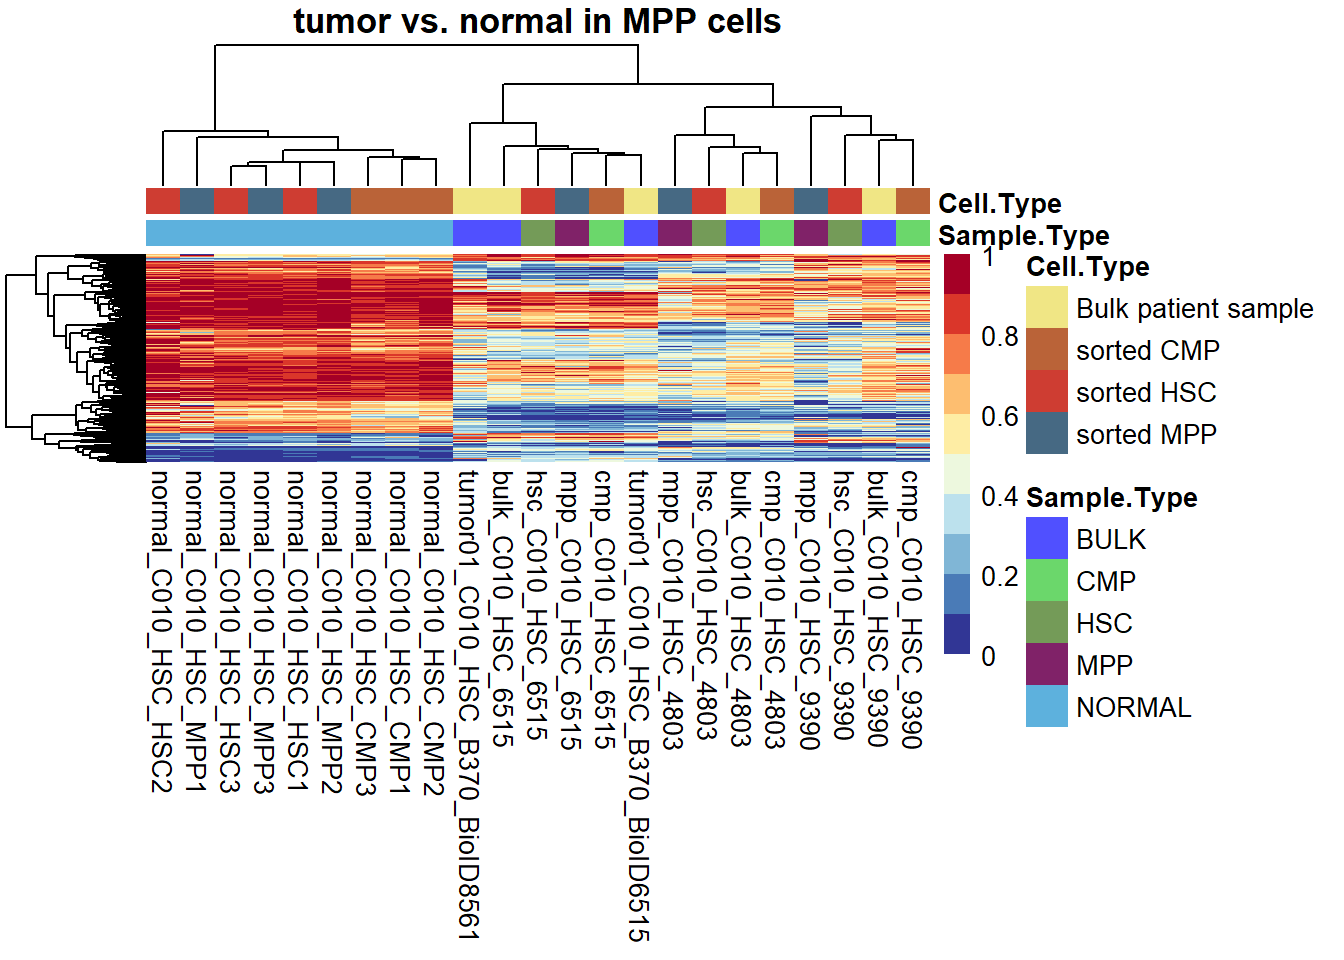 tumor vs. normal in MPP cells
Cell.Type
Sample.Type
1
0.8
0.6
0.4
0.2
0
Cell.Type
Bulk patient sample
sorted CMP
sorted HSC
sorted MPP
Sample.Type
BULK
CMP
HSC
MPP
NORMAL
normal_C010_HSC_HSC2
normal_C010_HSC_MPP1
normal_C010_HSC_HSC3
normal_C010_HSC_MPP3
normal_C010_HSC_HSC1
normal_C010_HSC_MPP2
normal_C010_HSC_CMP3
normal_C010_HSC_CMP1
normal_C010_HSC_CMP2
tumor01_C010_HSC_B370_BioID8561
bulk_C010_HSC_6515
hsc_C010_HSC_6515
mpp_C010_HSC_6515
cmp_C010_HSC_6515
tumor01_C010_HSC_B370_BioID6515
mpp_C010_HSC_4803
hsc_C010_HSC_4803
bulk_C010_HSC_4803
cmp_C010_HSC_4803
mpp_C010_HSC_9390
hsc_C010_HSC_9390
bulk_C010_HSC_9390
cmp_C010_HSC_9390